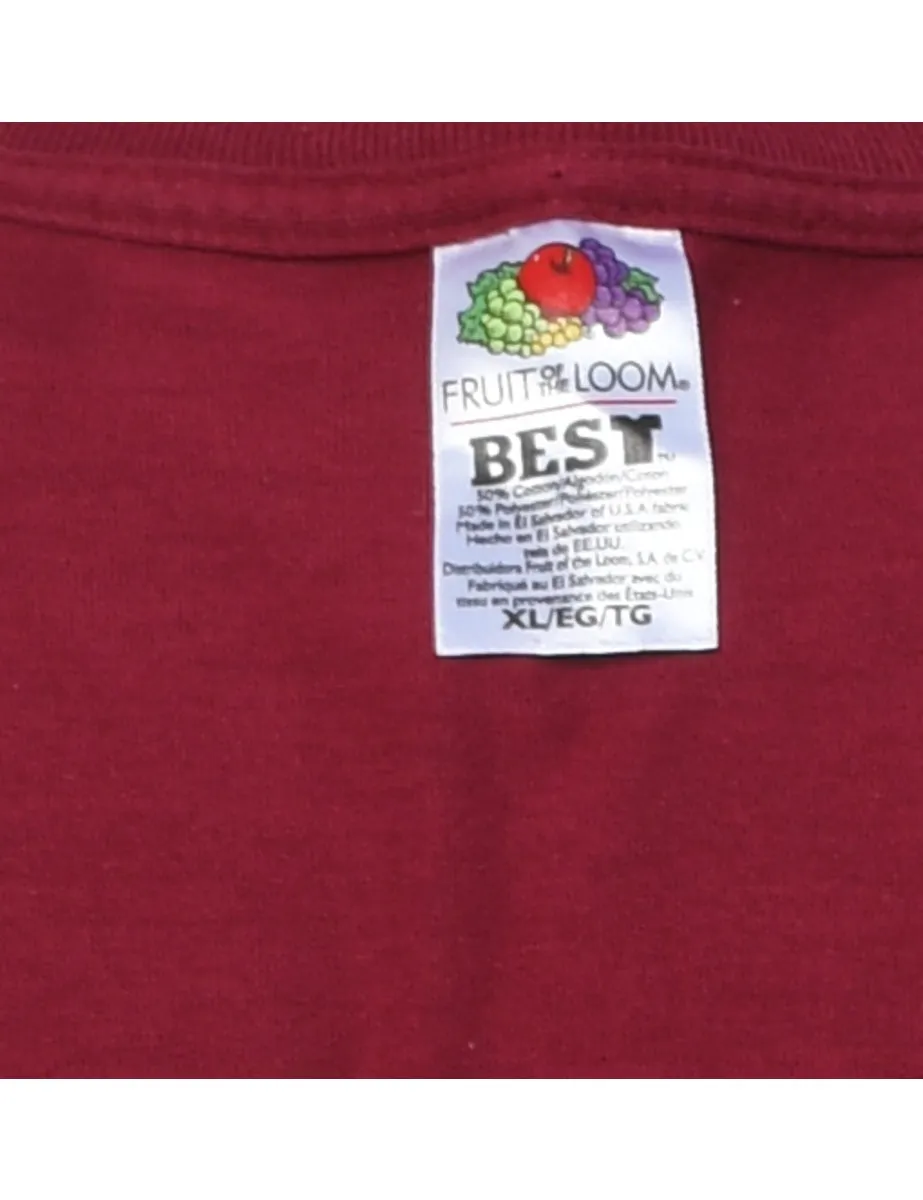 FRUIT OF THE LOOM®
BEST™
50% Cotton/Algodón/Coton
50% Polyester/Poliéster/Polyester
Made in El Salvador of U.S.A. fabric
Hecho en El Salvador utilizando
tela de EE.UU.
Distribuidora Fruit of the Loom, S.A. de C.V.
Fabriqué au El Salvador avec du
tissu en provenance des États-Unis
XL/EG/TG